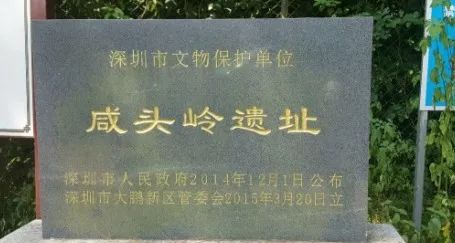 深圳市文物保护单位
咸头岭遗址
深圳市人民政府2014年12月1日公布
深圳市大鹏新区管委会2015年3月20日立